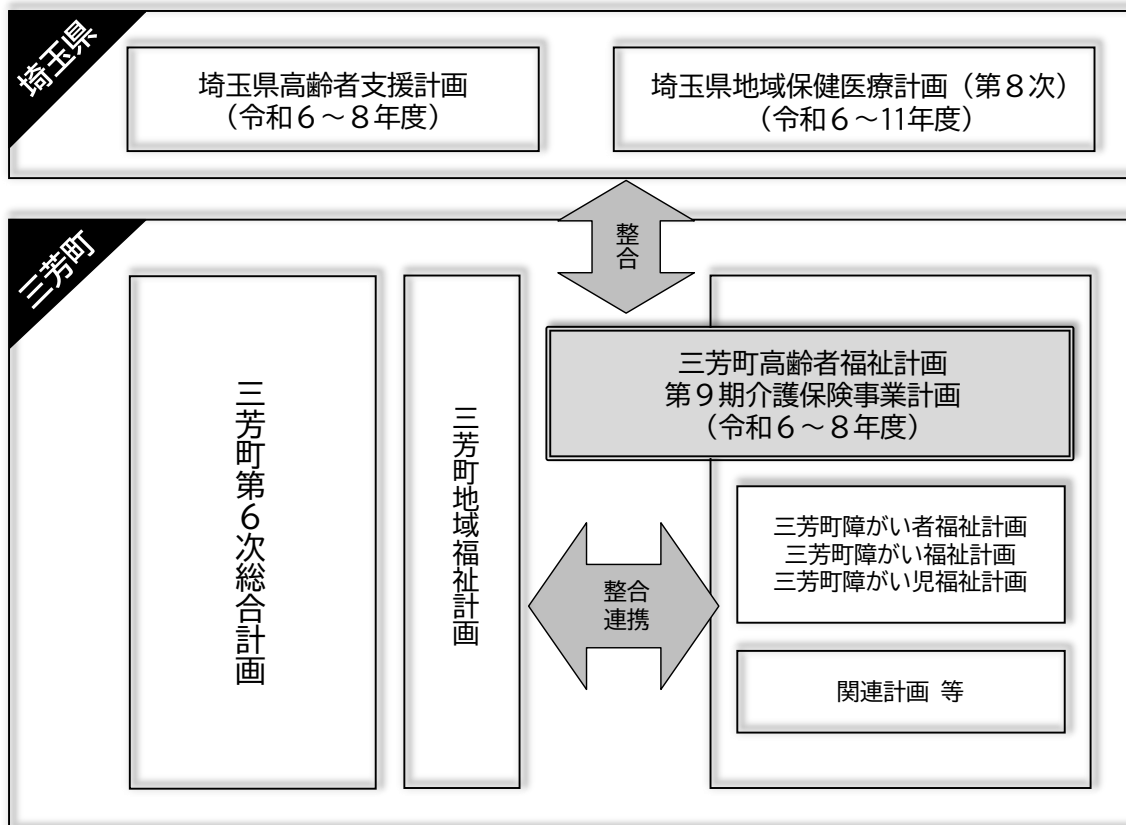 埼玉県
埼玉県高齢者支援計画
（令和６～８年度）
埼玉県地域保健医療計画（第８次）
（令和６～11年度）
整合
三芳町
三芳町第６次総合計画
三芳町地域福祉計画
三芳町高齢者福祉計画
第９期介護保険事業計画
（令和６～８年度）
整合
連携
三芳町障がい者福祉計画
三芳町障がい福祉計画
三芳町障がい児福祉計画
関連計画 等